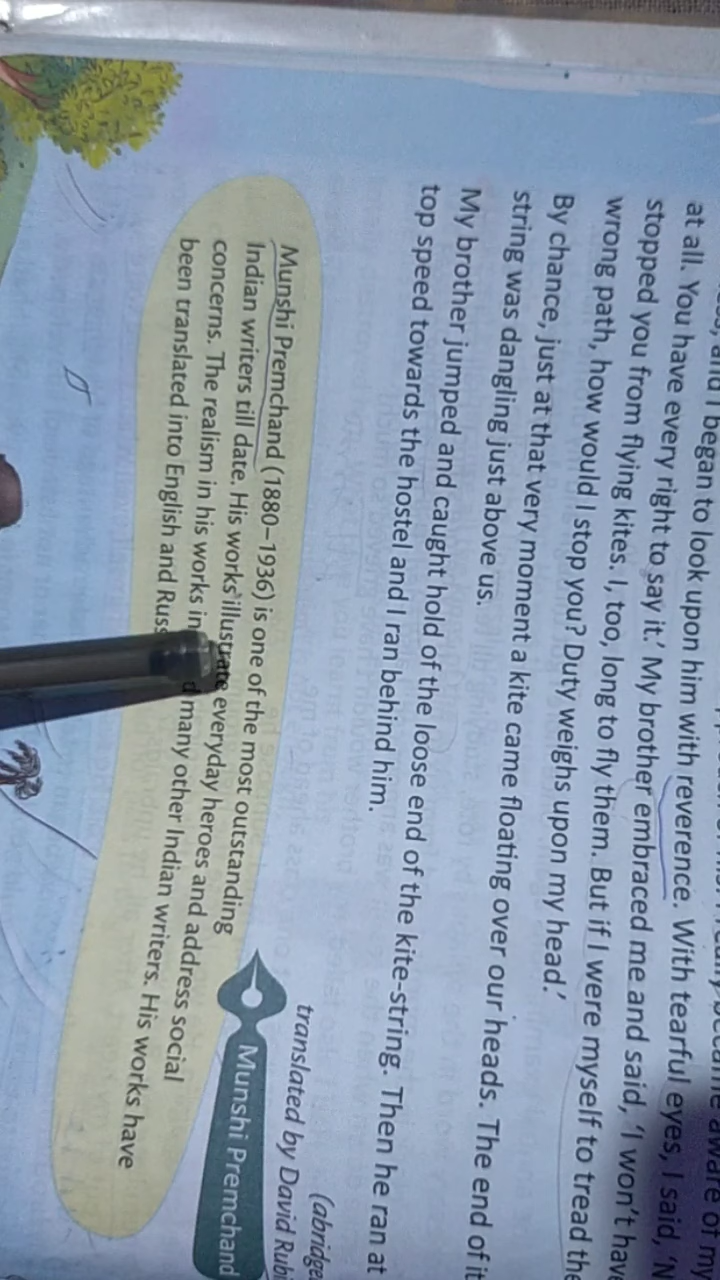 and I began to look upon him with reverence. With tearful eyes, I said,
at all. You have every right to say it.' My brother embraced me and said, 'I won't
stopped you from flying kites. I, too, long to fly them. But if I were myself to tread
wrong path, how would I stop you? Duty weighs upon my head.'
By chance, just at that very moment a kite came floating over our heads. The end of
string was dangling just above us.
My brother jumped and caught hold of the loose end of the kite-string. Then he ran at
top speed towards the hostel and I ran behind him.
translated by David
Munshi Premchand
Munshi Premchand (1880–1936) is one of the most outstanding
Indian writers till date. His works illustrate everyday heroes and address social
concerns. The realism in his works many other Indian writers. His works have
been translated into English and